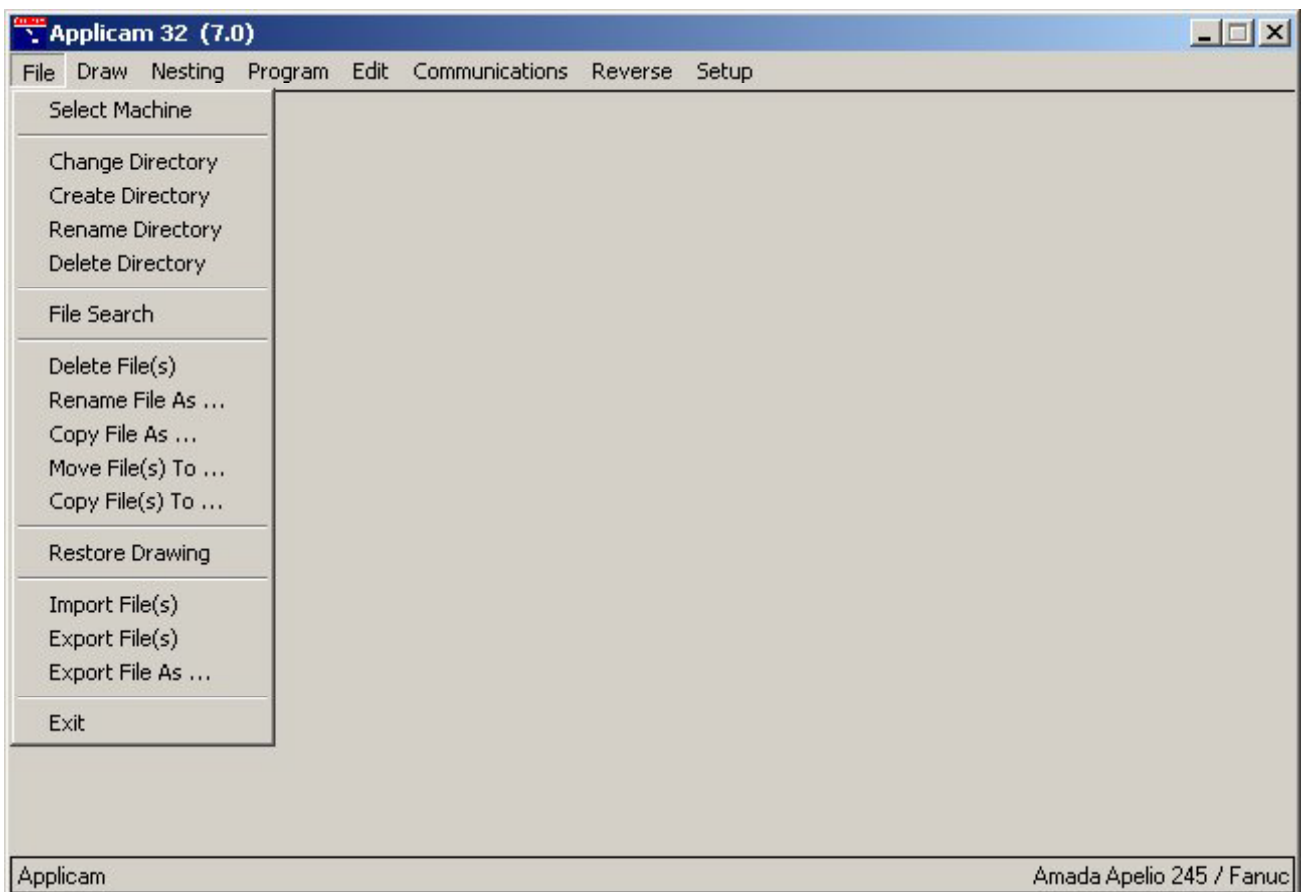 Applicam 32 (7.0)
File Draw Nesting Program Edit Communications Reverse Setup
Select Machine
Change Directory
Create Directory
Rename Directory
Delete Directory
File Search
Delete File(s)
Rename File As ...
Copy File As ...
Move File(s) To ...
Copy File(s) To ...
Restore Drawing
Import File(s)
Export File(s)
Export File As ...
Exit
Applicam Amada Apelio 245 / Fanuc